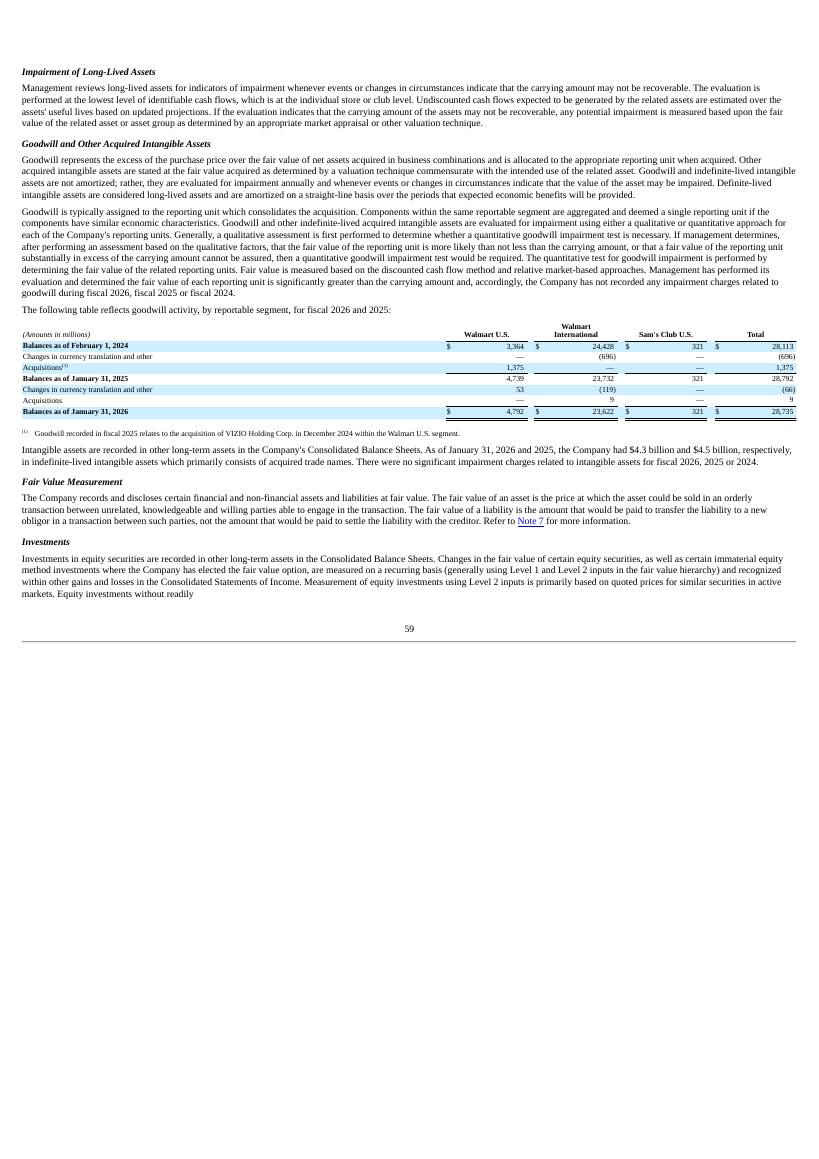 Impairment of Long-Lived Assets
Management reviews long-lived assets for indicators of impairment whenever events or changes in circumstances indicate that the carrying amount may not be recoverable. The evaluation is
performed at the lowest level of identifiable cash flows, which is at the individual store or club level. Undiscounted cash flows expected to be generated by the related assets are estimated over the
assets' useful lives based on updated projections. If the evaluation indicates that the carrying amount of the assets may not be recoverable, any potential impairment is measured based upon the fair
value of the related asset or asset group as determined by an appropriate market appraisal or other valuation technique.
Goodwill and Other Acquired Intangible Assets
Goodwill represents the excess of the purchase price over the fair value of net assets acquired in business combinations and is allocated to the appropriate reporting unit when acquired. Other
acquired intangible assets are stated at the fair value acquired as determined by a valuation technique commensurate with the intended use of the related asset. Goodwill and indefinite-lived intangible
assets are not amortized; rather, they are evaluated for impairment annually and whenever events or changes in circumstances indicate that the value of the asset may be impaired. Definite-lived
intangible assets are considered long-lived assets and are amortized on a straight-line basis over the periods that expected economic benefits will be provided.
Goodwill is typically assigned to the reporting unit which consolidates the acquisition. Components within the same reportable segment are aggregated and deemed a single reporting unit if the
components have similar economic characteristics. Goodwill and other indefinite-lived acquired intangible assets are evaluated for impairment using either a qualitative or quantitative approach for
each of the Company's reporting units. Generally, a qualitative assessment is first performed to determine whether a quantitative goodwill impairment test is necessary. If management determines,
after performing an assessment based on the qualitative factors, that the fair value of the reporting unit is more likely than not less than the carrying amount, or that a fair value of the reporting unit
substantially in excess of the carrying amount cannot be assured, then a quantitative goodwill impairment test would be required. The quantitative test for goodwill impairment is performed by
determining the fair value of the related reporting units. Fair value is measured based on the discounted cash flow method and relative market-based approaches. Management has performed its
evaluation and determined the fair value of each reporting unit is significantly greater than the carrying amount and, accordingly, the Company has not recorded any impairment charges related to
goodwill during fiscal 2026, fiscal 2025 or fiscal 2024.
The following table reflects goodwill activity, by reportable segment, for fiscal 2026 and 2025:
(Amounts in millions) Walmart U.S. Walmart International Sam's Club U.S. Total
Balances as of February 1, 2024 $ 3,364 $ 24,428 $ 321 $ 28,113
Changes in currency translation and other — (696) — (696)
Acquisitions(1) 1,375 — — 1,375
Balances as of January 31, 2025 4,739 23,732 321 28,792
Changes in currency translation and other 53 (119) — (66)
Acquisitions — 9 — 9
Balances as of January 31, 2026 $ 4,792 $ 23,622 $ 321 $ 28,735
(1) Goodwill recorded in fiscal 2025 relates to the acquisition of VIZIO Holding Corp. in December 2024 within the Walmart U.S. segment.
Intangible assets are recorded in other long-term assets in the Company's Consolidated Balance Sheets. As of January 31, 2026 and 2025, the Company had $4.3 billion and $4.5 billion, respectively,
in indefinite-lived intangible assets which primarily consists of acquired trade names. There were no significant impairment charges related to intangible assets for fiscal 2026, 2025 or 2024.
Fair Value Measurement
The Company records and discloses certain financial and non-financial assets and liabilities at fair value. The fair value of an asset is the price at which the asset could be sold in an orderly
transaction between unrelated, knowledgeable and willing parties able to engage in the transaction. The fair value of a liability is the amount that would be paid to transfer the liability to a new
obligor in a transaction between such parties, not the amount that would be paid to settle the liability with the creditor. Refer to Note 7 for more information.
Investments
Investments in equity securities are recorded in other long-term assets in the Consolidated Balance Sheets. Changes in the fair value of certain equity securities, as well as certain immaterial equity
method investments where the Company has elected the fair value option, are measured on a recurring basis (generally using Level 1 and Level 2 inputs in the fair value hierarchy) and recognized
within other gains and losses in the Consolidated Statements of Income. Measurement of equity investments using Level 2 inputs is primarily based on quoted prices for similar securities in active
markets. Equity investments without readily
59